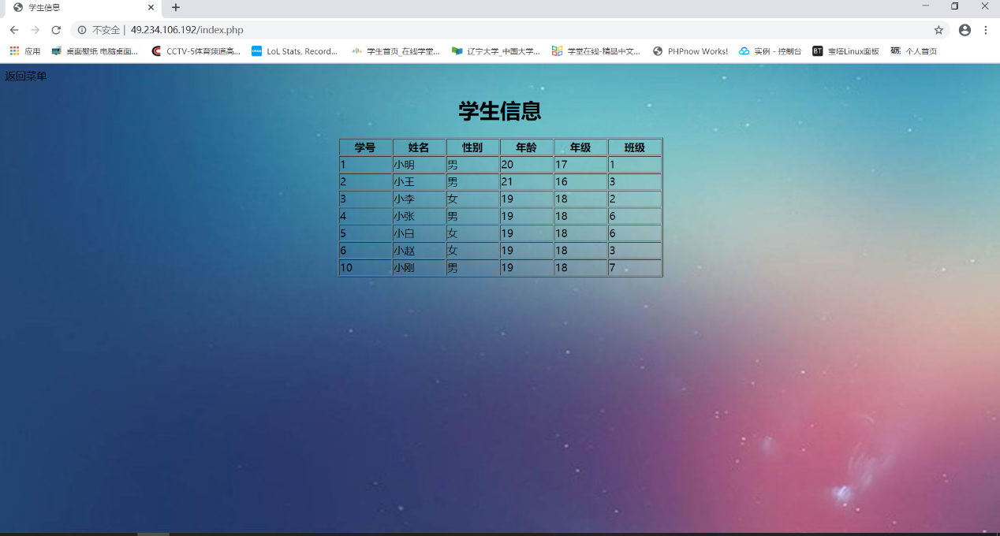 学生信息
不安全 | 49.234.106.192/index.php
应用 桌面壁纸 电脑桌面... CCTV-5体育频道高... LoL Stats, Record... 学生首页_在线学堂... 辽宁大学_中国大学... 学堂在线-精品中文... PHPnow Works! 实例 - 控制台 BT 宝塔Linux面板 个人首页
返回菜单
学生信息
学号 姓名 性别 年龄 年级 班级
1 小明 男 20 17 1
2 小王 男 21 16 3
3 小李 女 19 18 2
4 小张 男 19 18 6
5 小白 女 19 18 6
6 小赵 女 19 18 3
10 小刚 男 19 18 7